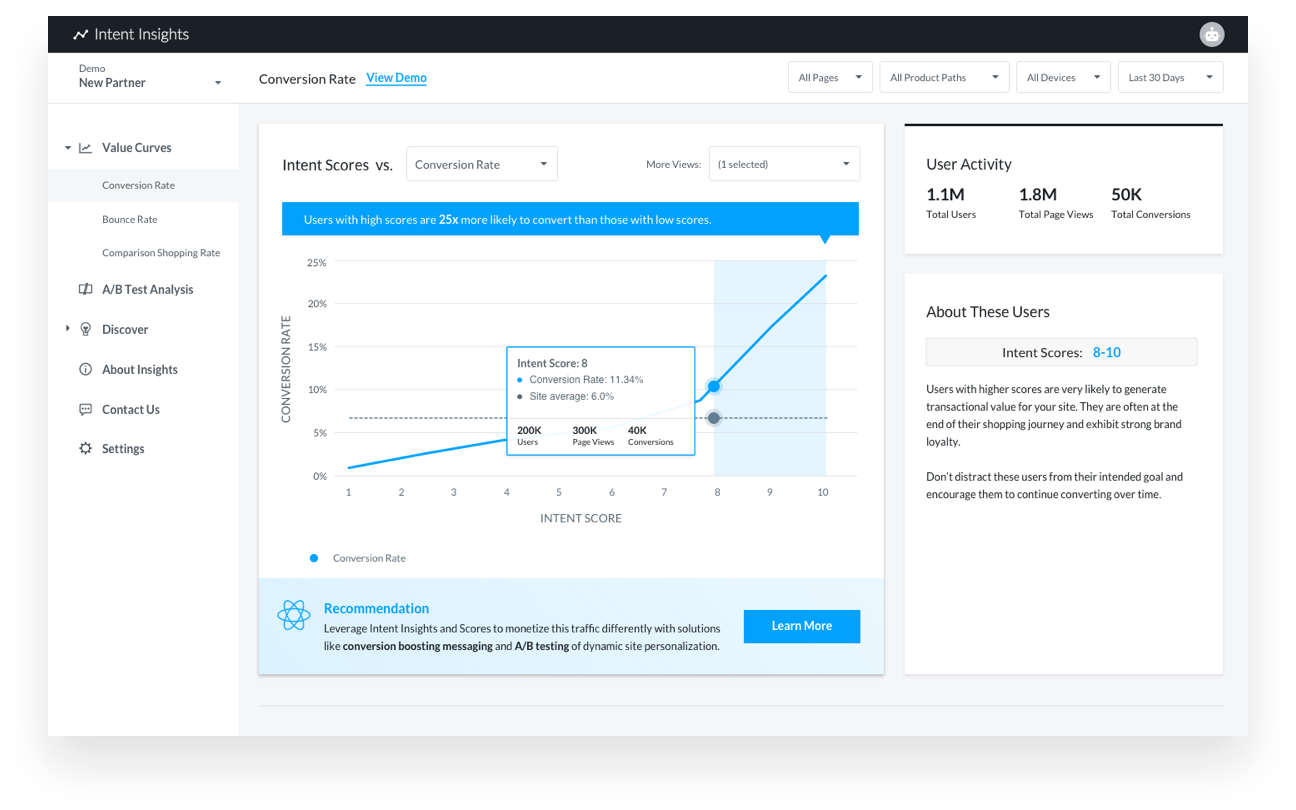 Intent Insights
Demo
New Partner
Conversion Rate View Demo
All Pages
All Product Paths
All Devices
Last 30 Days
Value Curves
Conversion Rate
Bounce Rate
Comparison Shopping Rate
A/B Test Analysis
Discover
About Insights
Contact Us
Settings
Intent Scores vs. Conversion Rate
More Views: (1 selected)
Users with high scores are 25x more likely to convert than those with low scores.
CONVERSION RATE
25%
20%
15%
10%
5%
0%
Intent Score: 8
Conversion Rate: 11.34%
Site average: 6.0%
200K 300K 40K
Users Page Views Conversions
1 2 3 4 5 6 7 8 9 10
INTENT SCORE
Conversion Rate
Recommendation
Leverage Intent Insights and Scores to monetize this traffic differently with solutions
like conversion boosting messaging and A/B testing of dynamic site personalization.
Learn More
User Activity
1.1M 1.8M 50K
Total Users Total Page Views Total Conversions
About These Users
Intent Scores: 8-10
Users with higher scores are very likely to generate
transactional value for your site. They are often at the
end of their shopping journey and exhibit strong brand
loyalty.
Don't distract these users from their intended goal and
encourage them to continue converting over time.